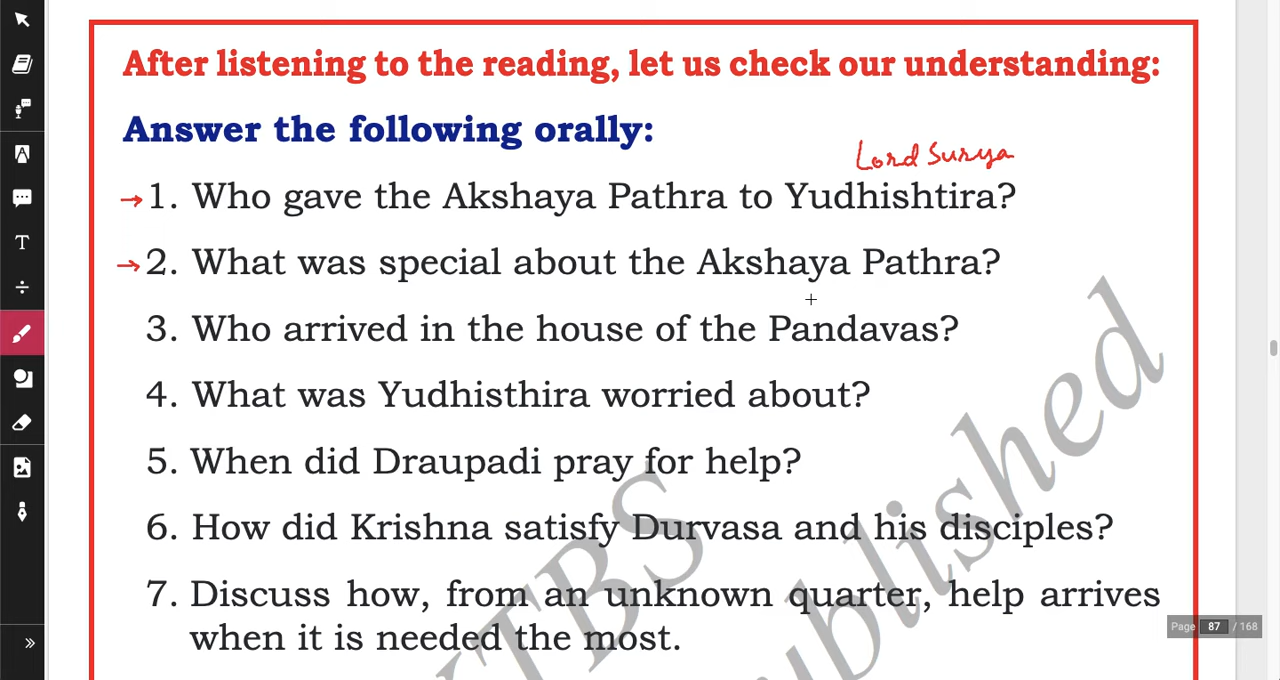 After listening to the reading, let us check our understanding:
Answer the following orally:
Lord Surya
1. Who gave the Akshaya Pathra to Yudhishtira?
2. What was special about the Akshaya Pathra?
3. Who arrived in the house of the Pandavas?
4. What was Yudhisthira worried about?
5. When did Draupadi pray for help?
6. How did Krishna satisfy Durvasa and his disciples?
7. Discuss how, from an unknown quarter, help arrives
when it is needed the most.
Page 87 / 168
KTBS
published